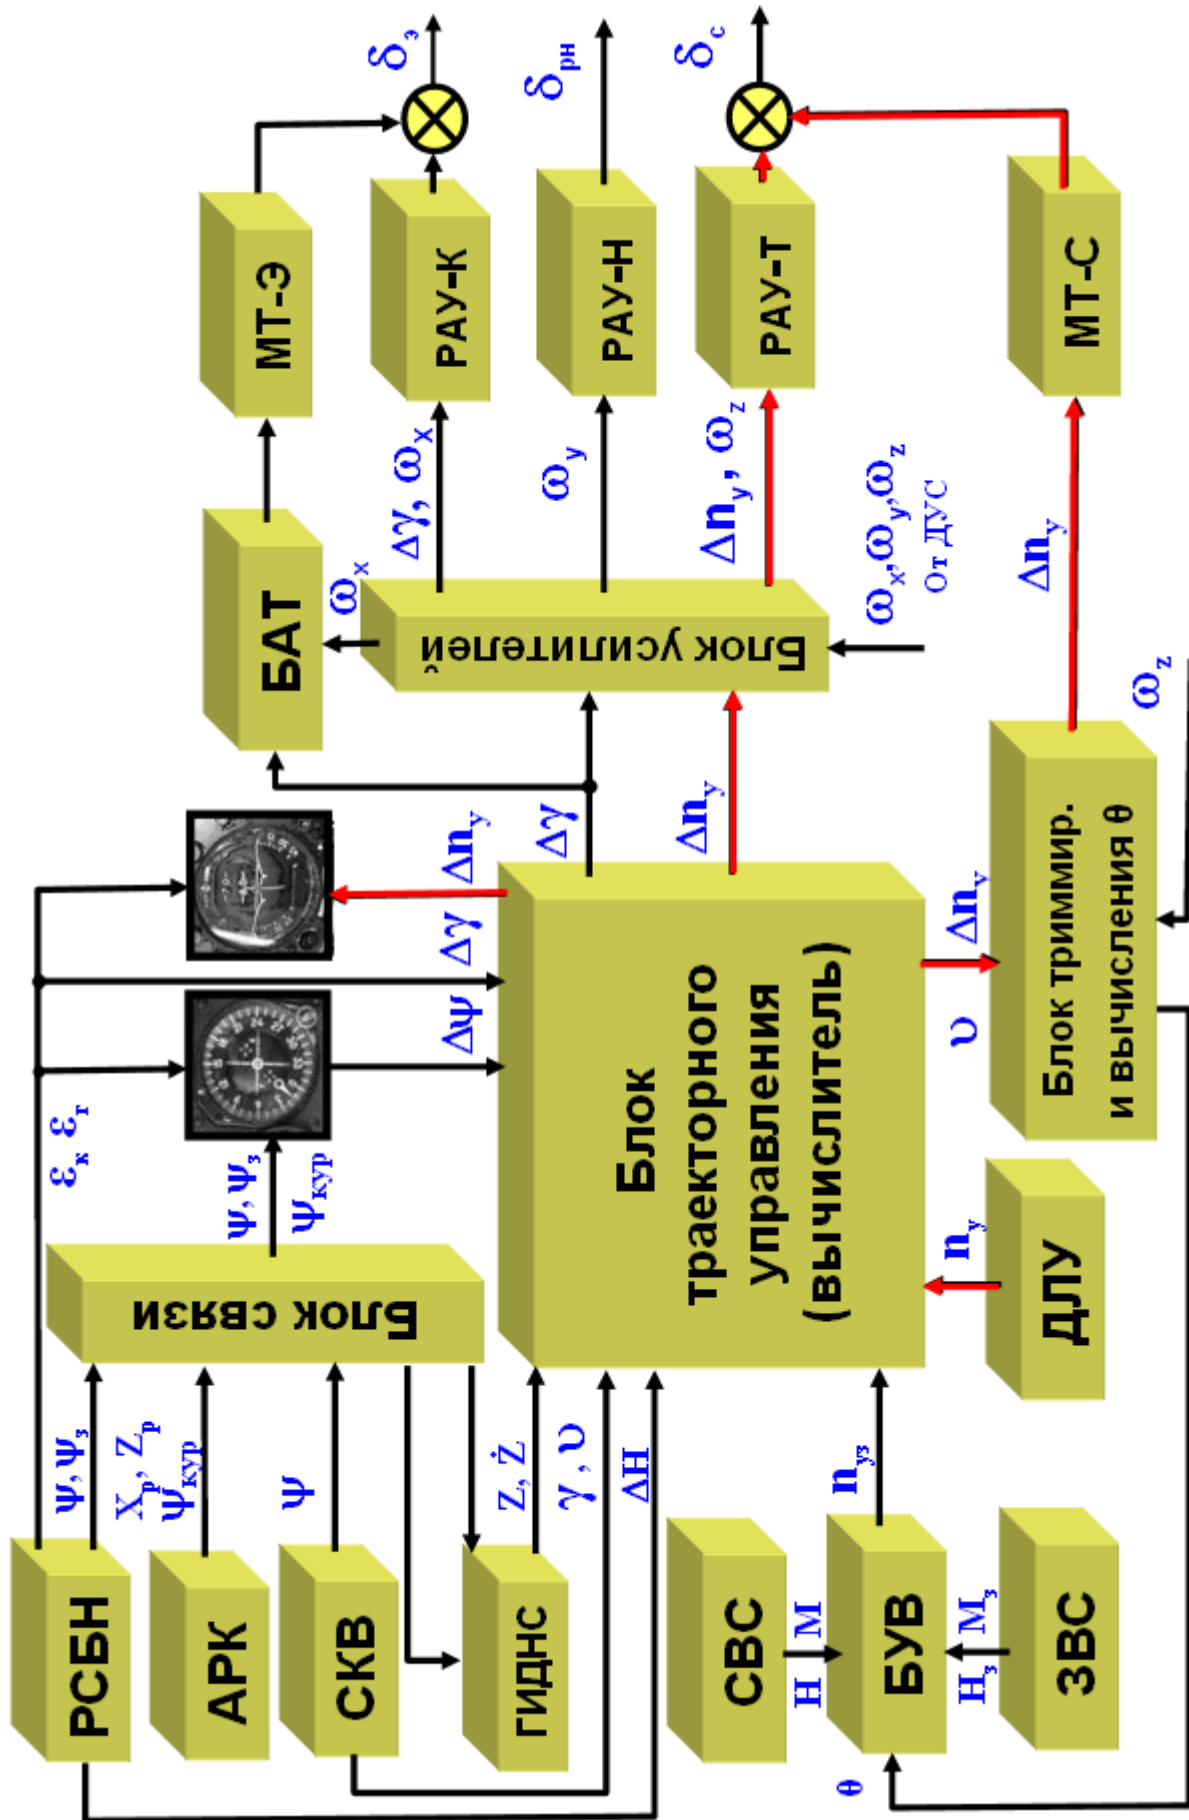 РСБН
АРК
СКВ
ГИДНС
СВС
БУВ
ЗВС
ψ, ψз
Xр, Zр
ψкур
ψ
Z, Ż
γ, υ
ΔH
H M
Hз Mз
θ
nуз
Блок связи
εк εг
ψ, ψз
ψкур
Δψ
Δγ
Δny
Блок
траекторного
управления
(вычислитель)
ДЛУ
ny
Δγ
Δny
υ
Δny
Блок триммир.
и вычисления θ
ωz
БАТ
ωx
Блок усилителей
ωx,ωy,ωz
От ДУС
Δγ, ωx
ωy
Δny, ωz
Δny
МТ-Э
РАУ-К
РАУ-Н
РАУ-Т
МТ-С
δэ
δрн
δс